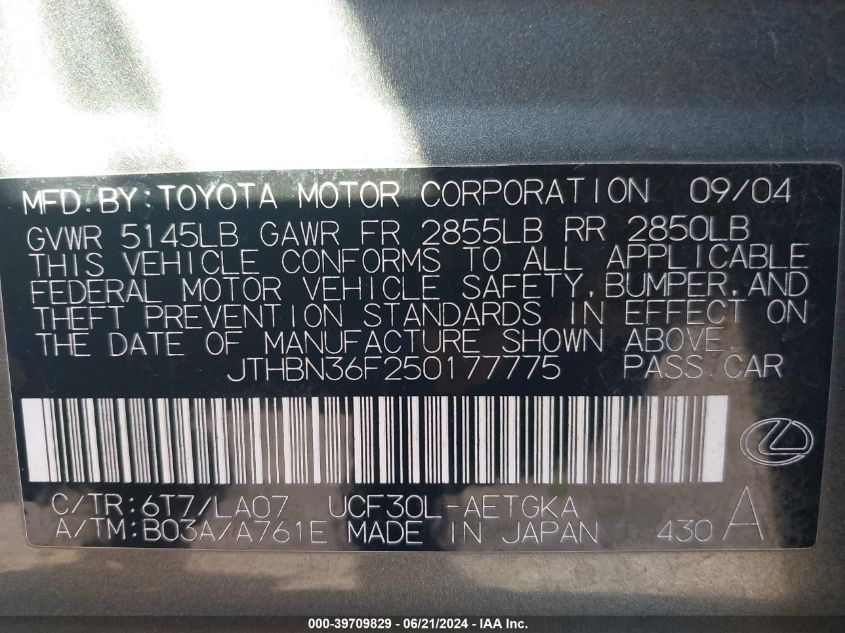 MFD.BY:TOYOTA MOTOR CORPORATION 09/04
GVWR 5145LB GAWR FR 2855LB RR 2850LB
THIS VEHICLE CONFORMS TO ALL APPLICABLE
FEDERAL MOTOR VEHICLE SAFETY,BUMPER,AND
THEFT PREVENTION STANDARDS IN EFFECT ON
THE DATE OF MANUFACTURE SHOWN ABOVE.
JTHBN36F250177775 PASS.CAR
C/TR:6T7/LA07 UCF30L-AETGKA
A/TM:B03A/A761E MADE IN JAPAN 430 A
000-39709829 - 06/21/2024 - IAA Inc.